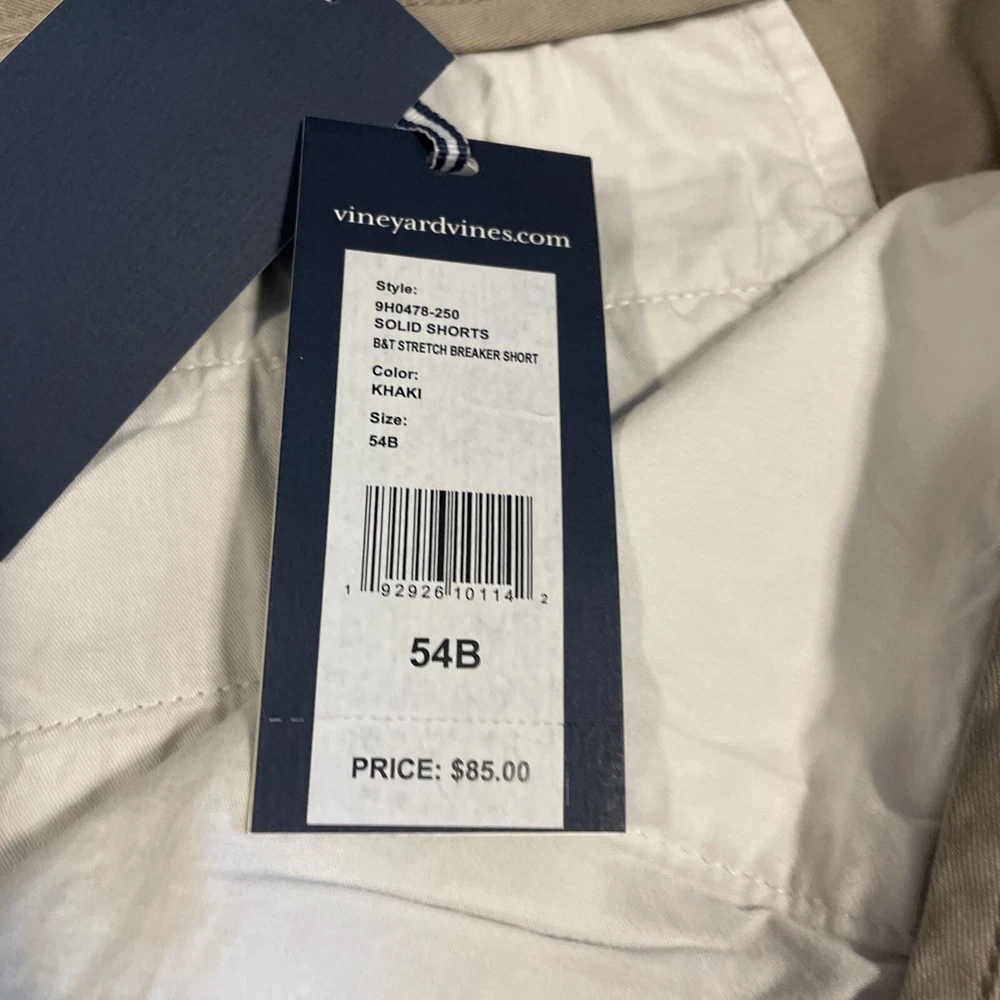 vineyardvines.com
Style:
9H0478-250
SOLID SHORTS
B&T STRETCH BREAKER SHORT
Color:
KHAKI
Size:
54B
1 92926 10114 2
54B
PRICE: $85.00